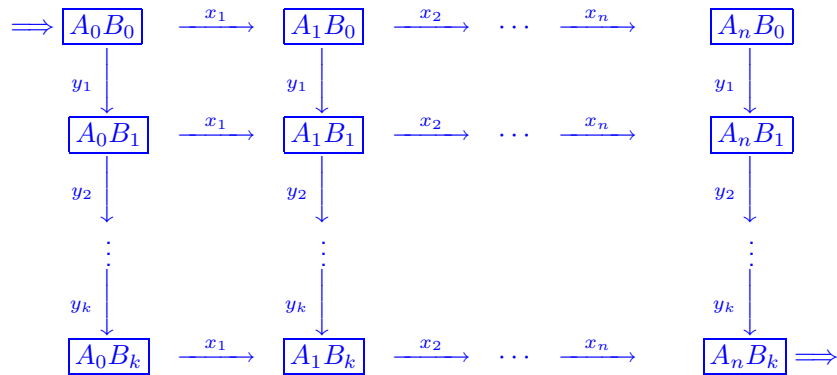 ⟹ A₀B₀ x₁ A₁B₀ x₂ ⋯ xₙ AₙB₀
y₁ y₁ y₁
A₀B₁ x₁ A₁B₁ x₂ ⋯ xₙ AₙB₁
y₂ y₂ y₂
⋮ ⋮ ⋮
yₖ yₖ yₖ
A₀Bₖ x₁ A₁Bₖ x₂ ⋯ xₙ AₙBₖ ⟹